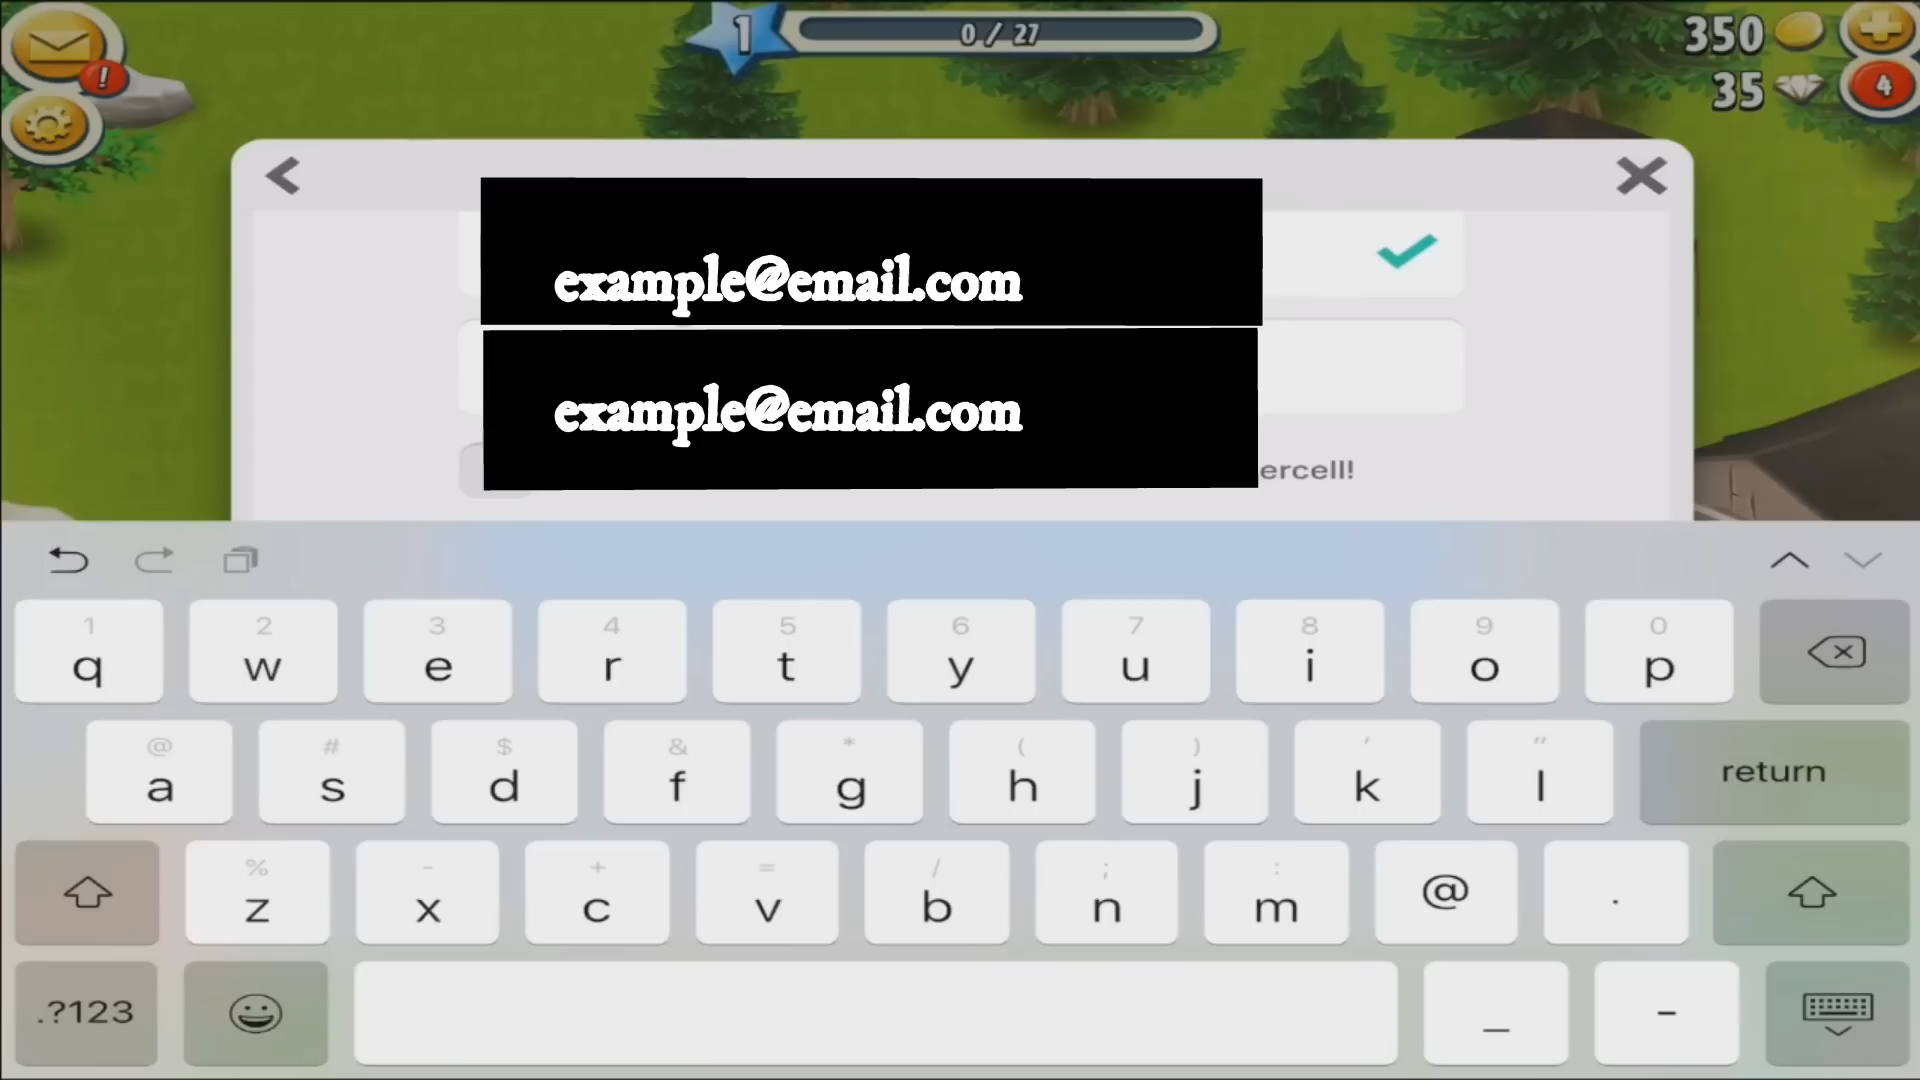 1
0 / 27
350
35
!
4
example@email.com
example@email.com
ercell!
1 2 3 4 5 6 7 8 9 0
q w e r t y u i o p
@ # $ & * ( ) ' "
a s d f g h j k l return
% - + = / ; :
z x c v b n m @ .
.?123 _ -